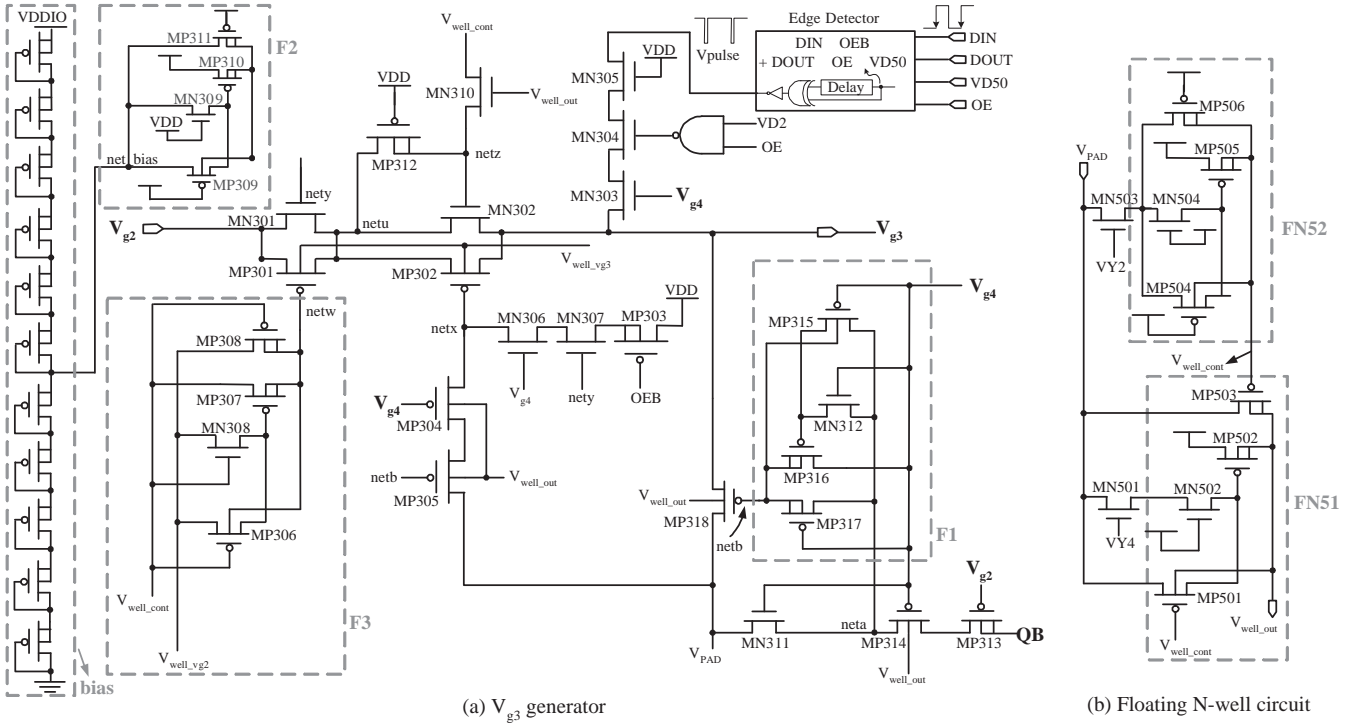 VDDIO
bias
F2
MP311
MP310
MN309
VDD
net_bias
MP309
V_well_cont
VDD
MN310
V_well_out
MP312
netz
nety
MN301
netu
MN302
V_g2
MP301
MP302
V_well_vg3
V_g3
Edge Detector
Vpulse
DIN OEB
+ DOUT OE VD50
Delay
DIN
DOUT
VD50
OE
MN305
VDD
MN304
VD2
OE
MN303
V_g4
netw
MP308
MP307
MN308
MP306
F3
V_well_cont
V_well_vg2
netx
MN306
MN307
MP303
VDD
V_g4
nety
OEB
V_g4
MP304
netb
MP305
V_well_out
F1
V_g4
MP315
MN312
MP316
MP317
V_well_out
MP318
netb
V_PAD
MN311
neta
MP314
V_well_out
V_g2
MP313
QB
(a) V_g3 generator
V_PAD
MN503
VY2
MP506
MP505
MN504
MP504
FN52
V_well_cont
MP503
MP502
MN501
VY4
MN502
MP501
FN51
V_well_cont
V_well_out
(b) Floating N-well circuit